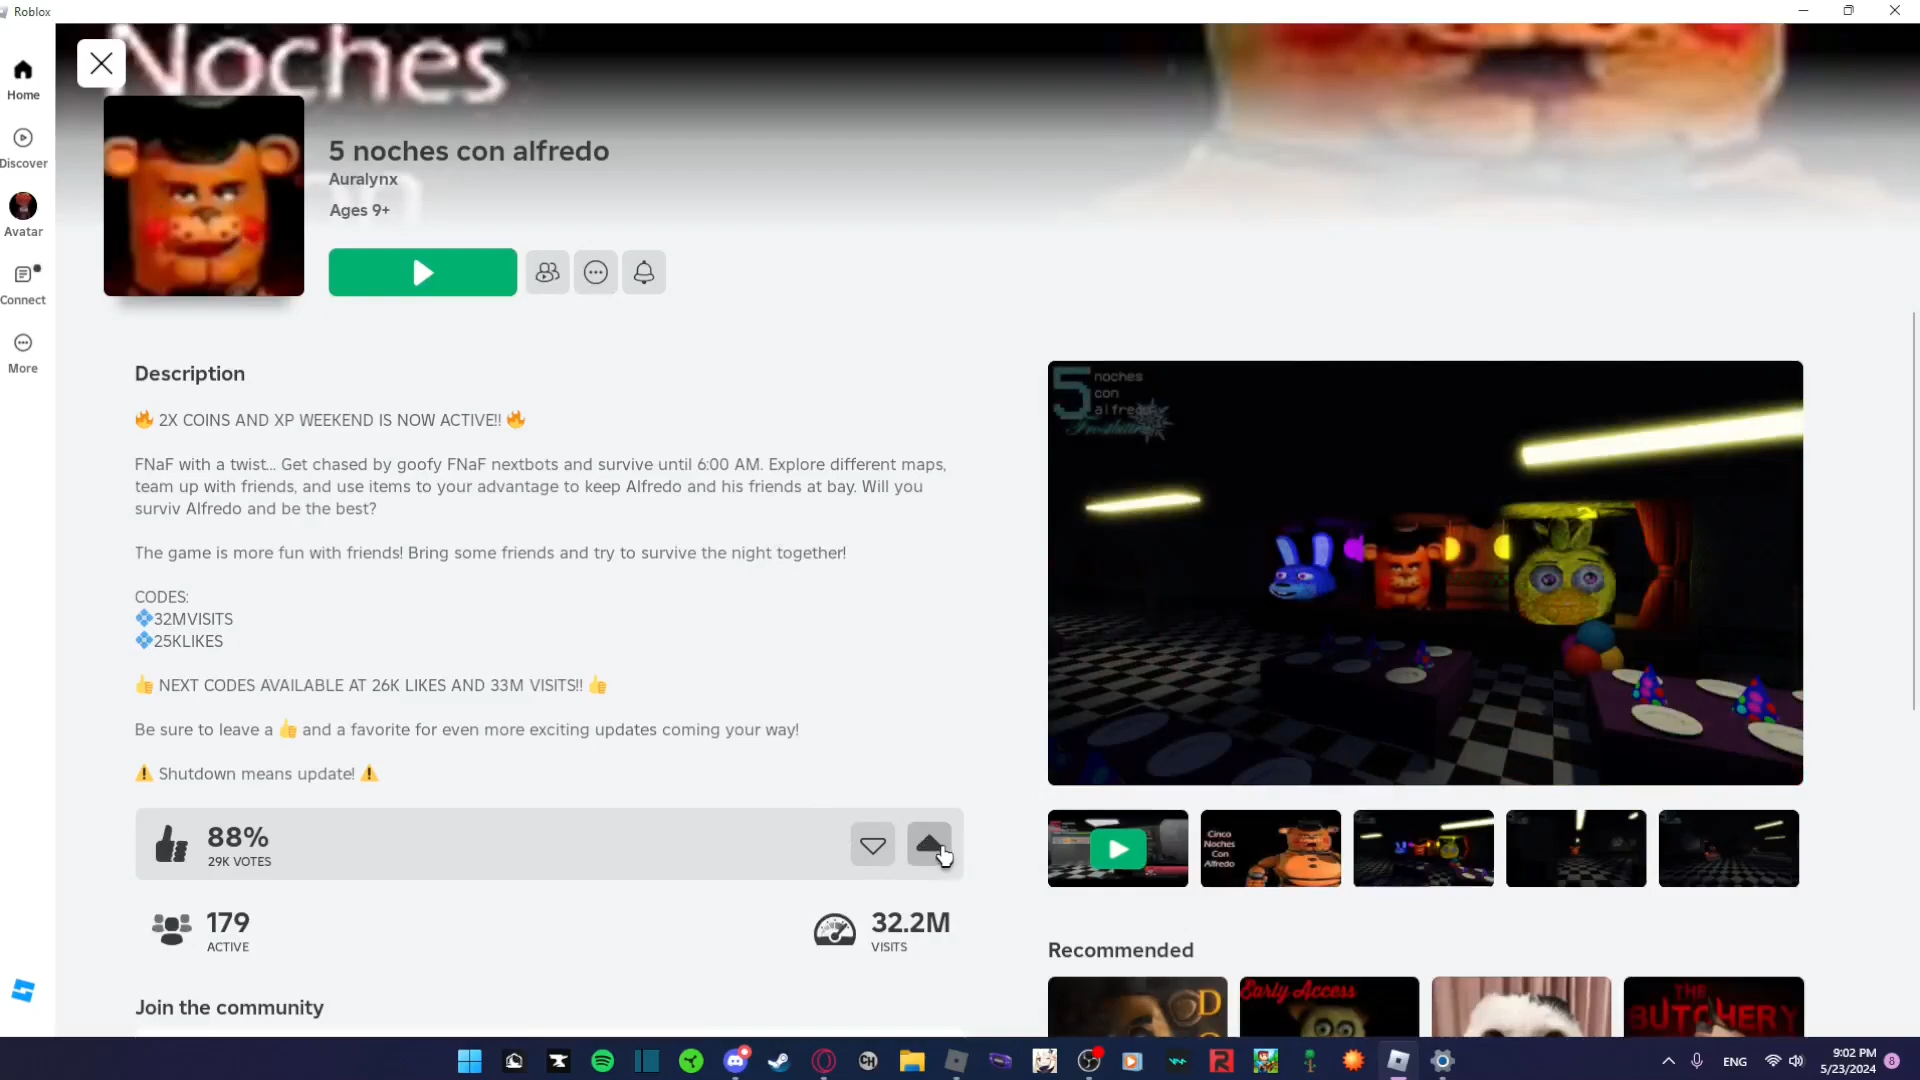 Roblox
Noches
Home
Discover
Avatar
Connect
More
5 noches con alfredo
Auralynx
Ages 9+
Description
🔥 2X COINS AND XP WEEKEND IS NOW ACTIVE!! 🔥
FNaF with a twist... Get chased by goofy FNaF nextbots and survive until 6:00 AM. Explore different maps,
team up with friends, and use items to your advantage to keep Alfredo and his friends at bay. Will you
surviv Alfredo and be the best?
The game is more fun with friends! Bring some friends and try to survive the night together!
CODES:
💠32MVISITS
💠25KLIKES
👍 NEXT CODES AVAILABLE AT 26K LIKES AND 33M VISITS!! 👍
Be sure to leave a 👍 and a favorite for even more exciting updates coming your way!
⚠️ Shutdown means update! ⚠️
88%
29K VOTES
179
ACTIVE
32.2M
VISITS
Join the community
5 noches
con
alfredo
Frostbitten
Cinco
Noches
Con
Alfredo
Recommended
Early Access
THE
BUTCHERY
CH
ENG
9:02 PM
5/23/2024
8